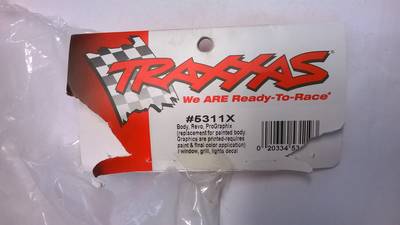 TRAXXAS
We ARE Ready-To-Race®
#5311X
Body, Revo, ProGraphix
(replacement for painted body
Graphics are printed-requires
paint & final color application)
/ window, grill, lights decal
0 20334 53